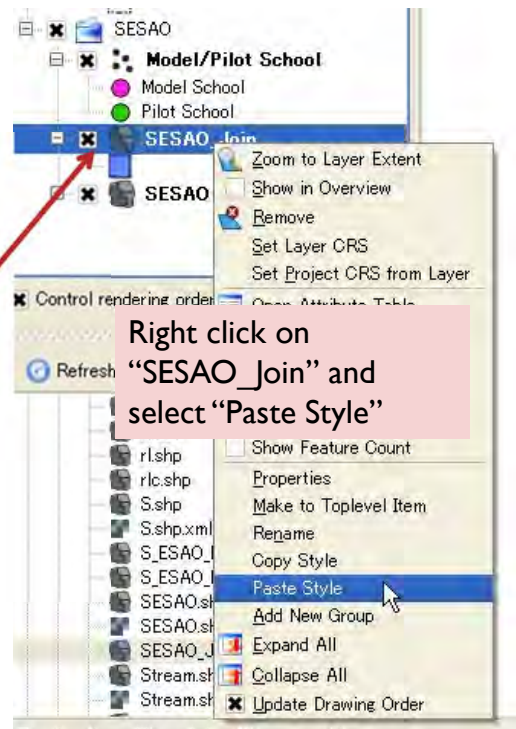 SESAO
Model/Pilot School
Model School
Pilot School
SESAO_Join
SESAO
Zoom to Layer Extent
Show in Overview
Remove
Set Layer CRS
Set Project CRS from Layer
Control rendering order
Open Attribute Table
Right click on
“SESAO_Join” and
select “Paste Style”
Refresh
Show Feature Count
Properties
Make to Toplevel Item
Rename
Copy Style
Paste Style
Add New Group
Expand All
Collapse All
Update Drawing Order
rl.shp
rlc.shp
S.shp
S.shp.xml
S_ESAO_
S_ESAO_
SESAO.sh
SESAO.sh
SESAO_J
Stream.sh
Stream.sh